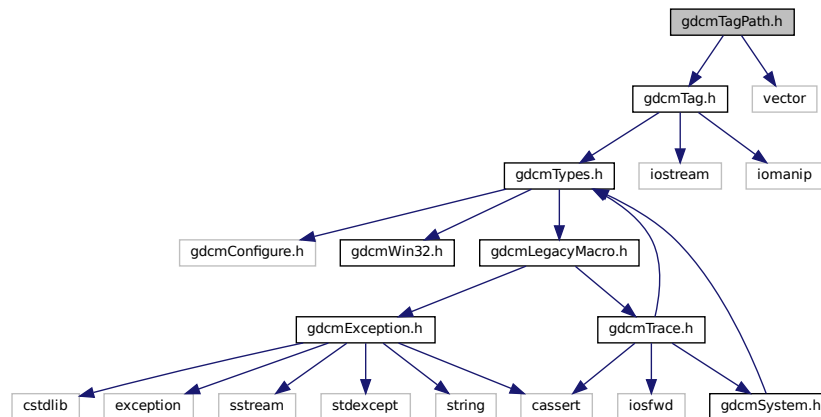 gdcmTagPath.h
gdcmTag.h
vector
gdcmTypes.h
iostream
iomanip
gdcmConfigure.h
gdcmWin32.h
gdcmLegacyMacro.h
gdcmException.h
gdcmTrace.h
cstdlib
exception
sstream
stdexcept
string
cassert
iosfwd
gdcmSystem.h